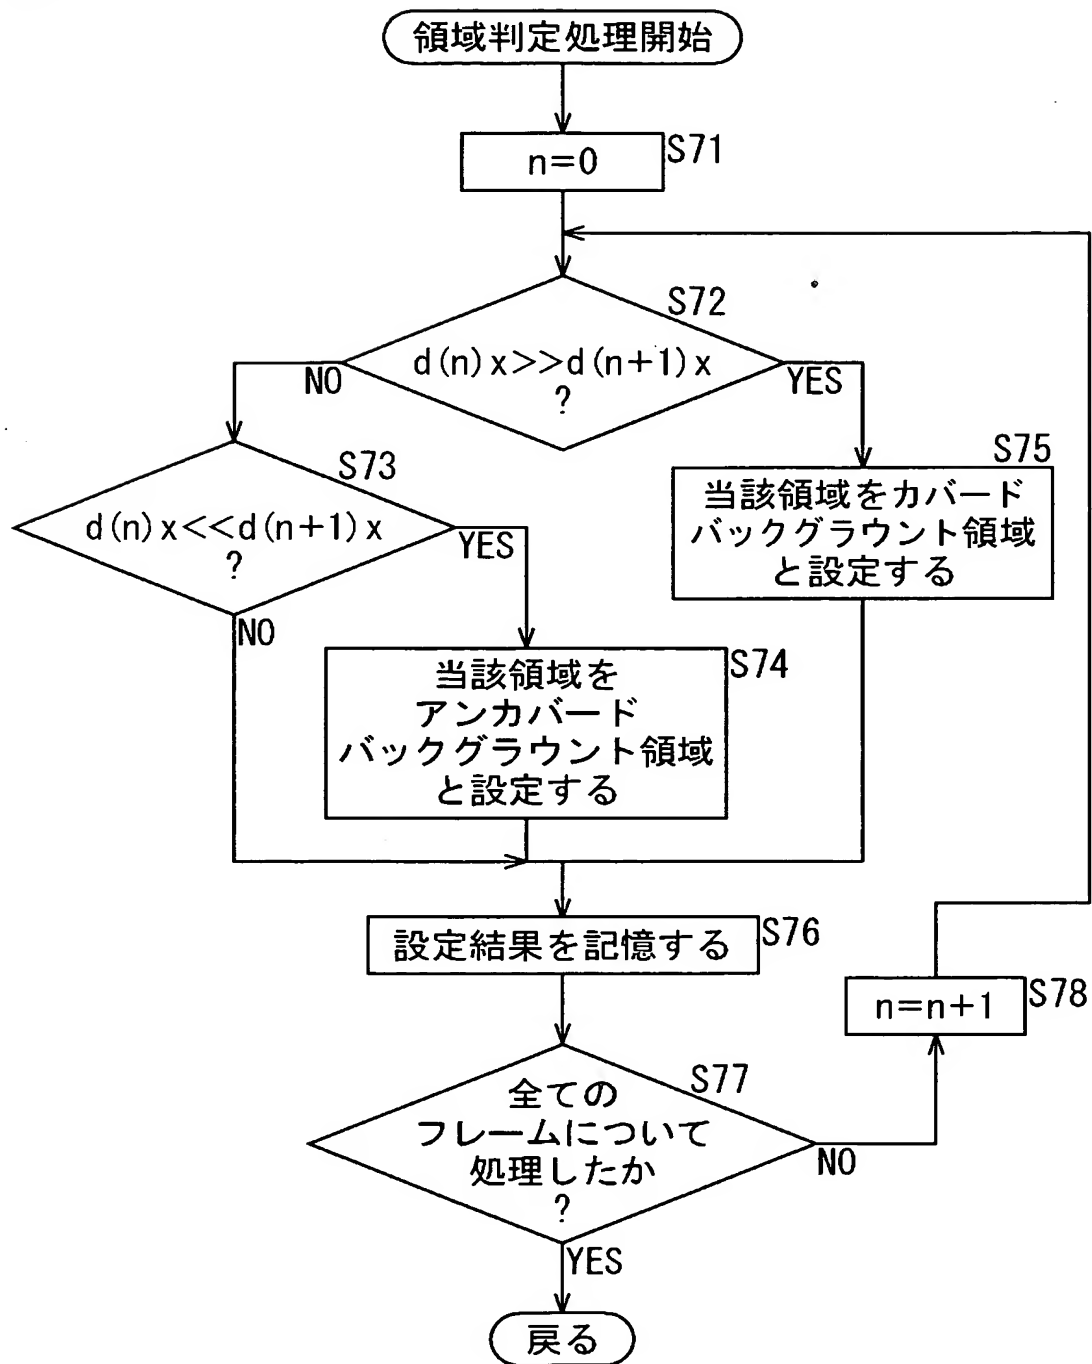 領域判定処理開始
n=0
S71
S72
d(n)x>>d(n+1)x
?
NO
YES
S73
d(n)x<<d(n+1)x
?
YES
NO
S75
当該領域をカバード
バックグラウント領域
と設定する
S74
当該領域を
アンカバード
バックグラウント領域
と設定する
設定結果を記憶する
S76
n=n+1
S78
S77
全ての
フレームについて
処理したか
?
NO
YES
戻る